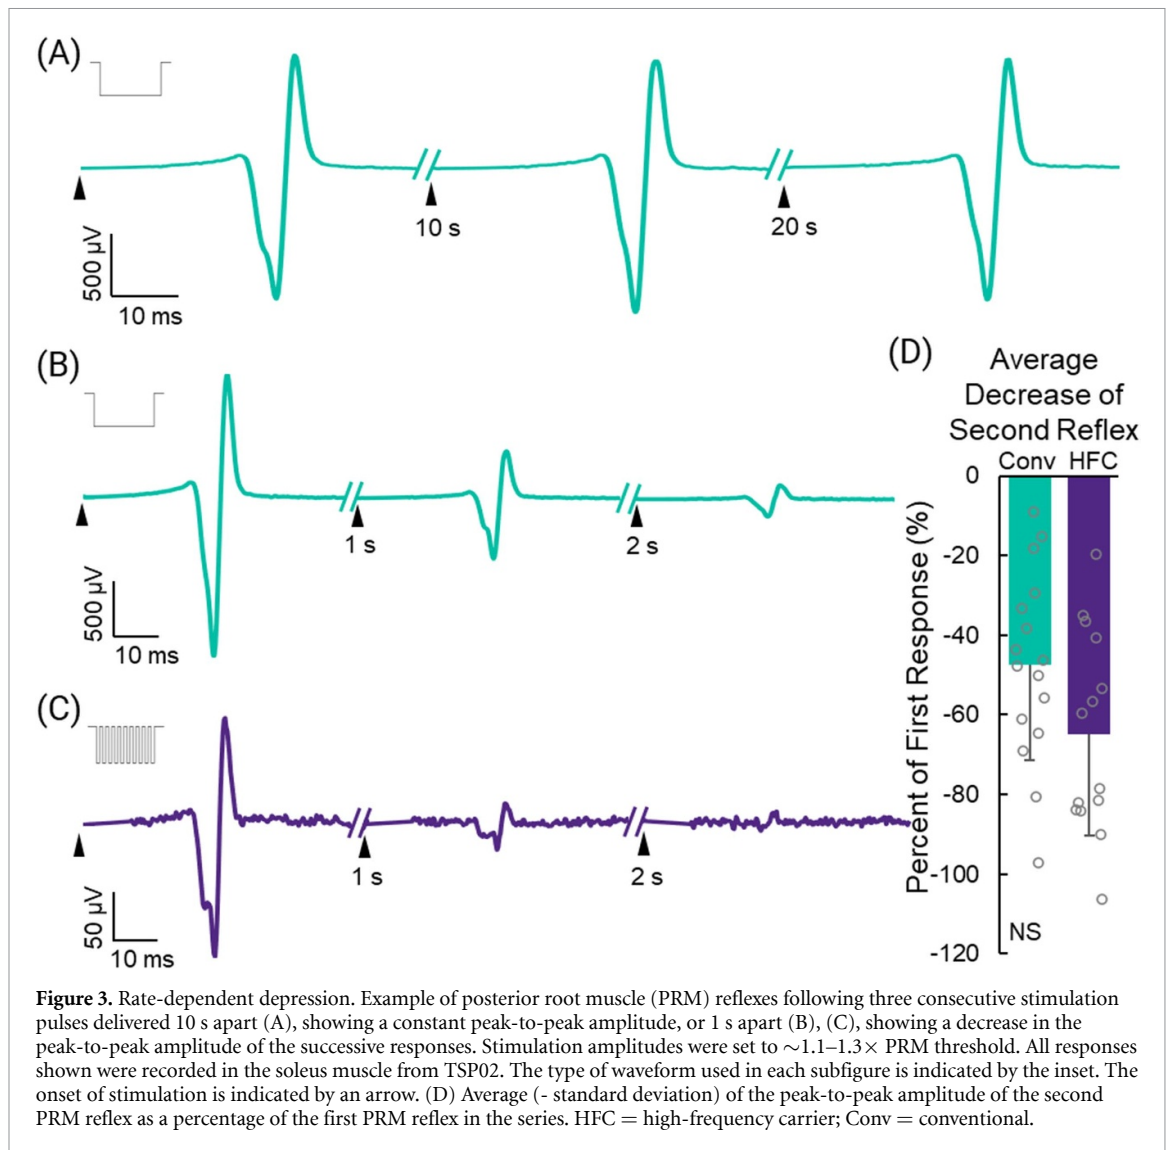 (A)
10 s
20 s
500 µV
10 ms
(B)
1 s
2 s
500 µV
10 ms
(C)
1 s
2 s
50 µV
10 ms
(D)
Average
Decrease of
Second Reflex
Conv HFC
Percent of First Response (%)
0
-20
-40
-60
-80
-100
-120
NS
Figure 3. Rate-dependent depression. Example of posterior root muscle (PRM) reflexes following three consecutive stimulation
pulses delivered 10 s apart (A), showing a constant peak-to-peak amplitude, or 1 s apart (B), (C), showing a decrease in the
peak-to-peak amplitude of the successive responses. Stimulation amplitudes were set to ∼1.1–1.3× PRM threshold. All responses
shown were recorded in the soleus muscle from TSP02. The type of waveform used in each subfigure is indicated by the inset. The
onset of stimulation is indicated by an arrow. (D) Average (- standard deviation) of the peak-to-peak amplitude of the second
PRM reflex as a percentage of the first PRM reflex in the series. HFC = high-frequency carrier; Conv = conventional.